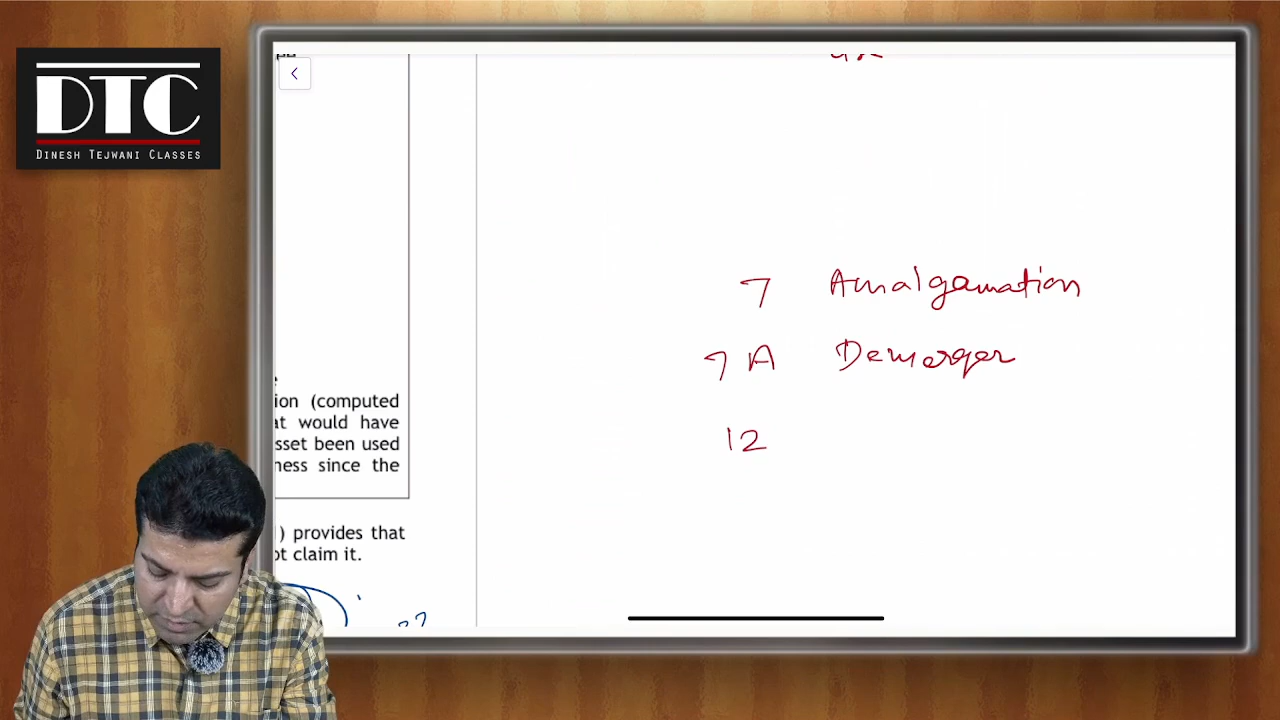 DTC
DINESH TEJWANI CLASSES
ion (computed
at would have
sset been used
ness since the
) provides that
ot claim it.
7 Amalgamation
7A Demerger
12